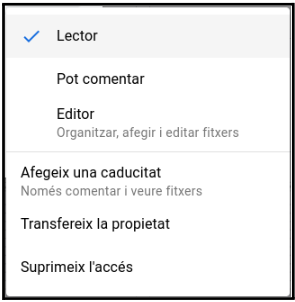 Lector
Pot comentar
Editor
Organitzar, afegir i editar fitxers
Afegeix una caducitat
Només comentar i veure fitxers
Transfereix la propietat
Suprimeix l'accés